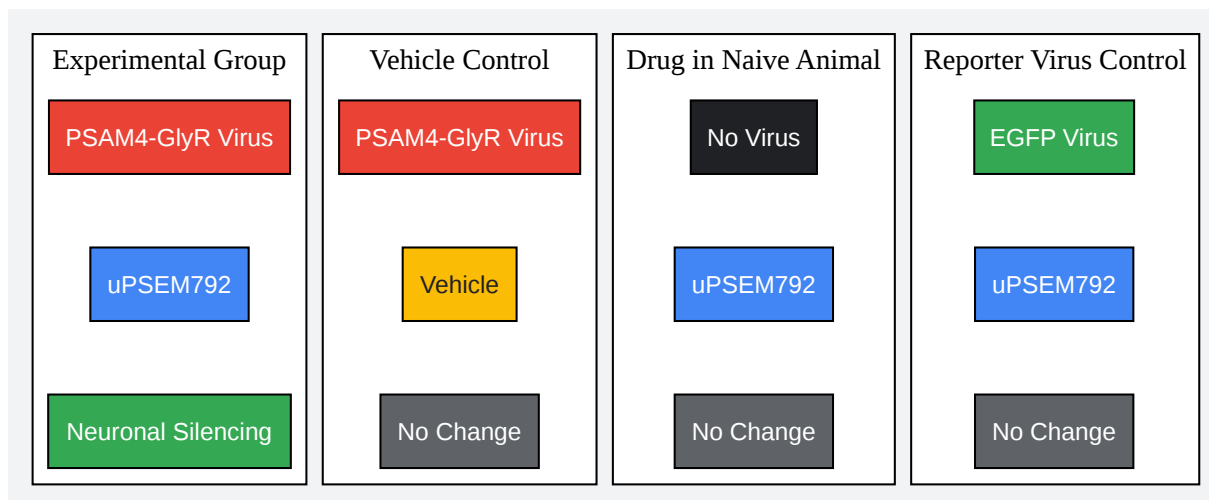 Experimental Group
PSAM4-GlyR Virus
uPSEM792
Neuronal Silencing
Vehicle Control
PSAM4-GlyR Virus
Vehicle
No Change
Drug in Naive Animal
No Virus
uPSEM792
No Change
Reporter Virus Control
EGFP Virus
uPSEM792
No Change